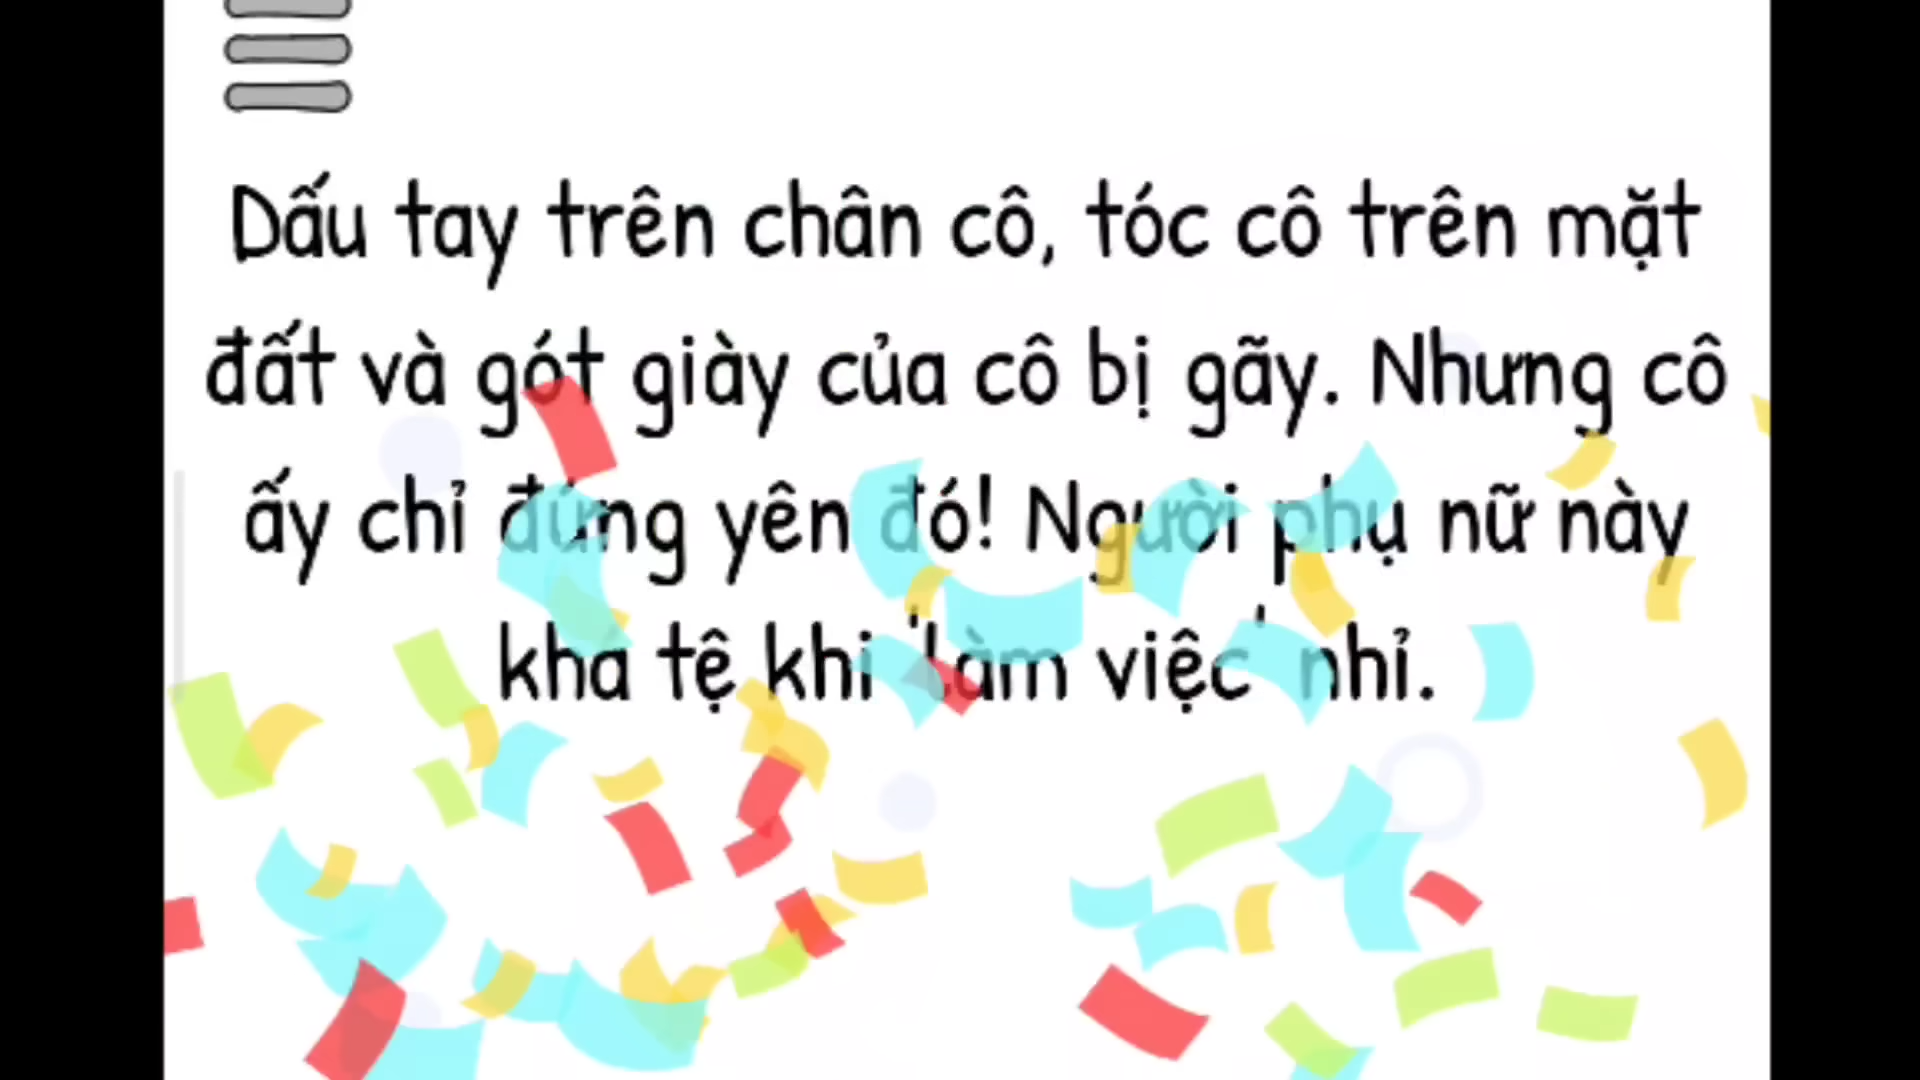 Dấu tay trên chân cô, tóc cô trên mặt
đất và gót giày của cô bị gãy. Nhưng cô
ấy chỉ đứng yên đó! Người phụ nữ này
khá tệ khi 'làm việc' nhỉ.